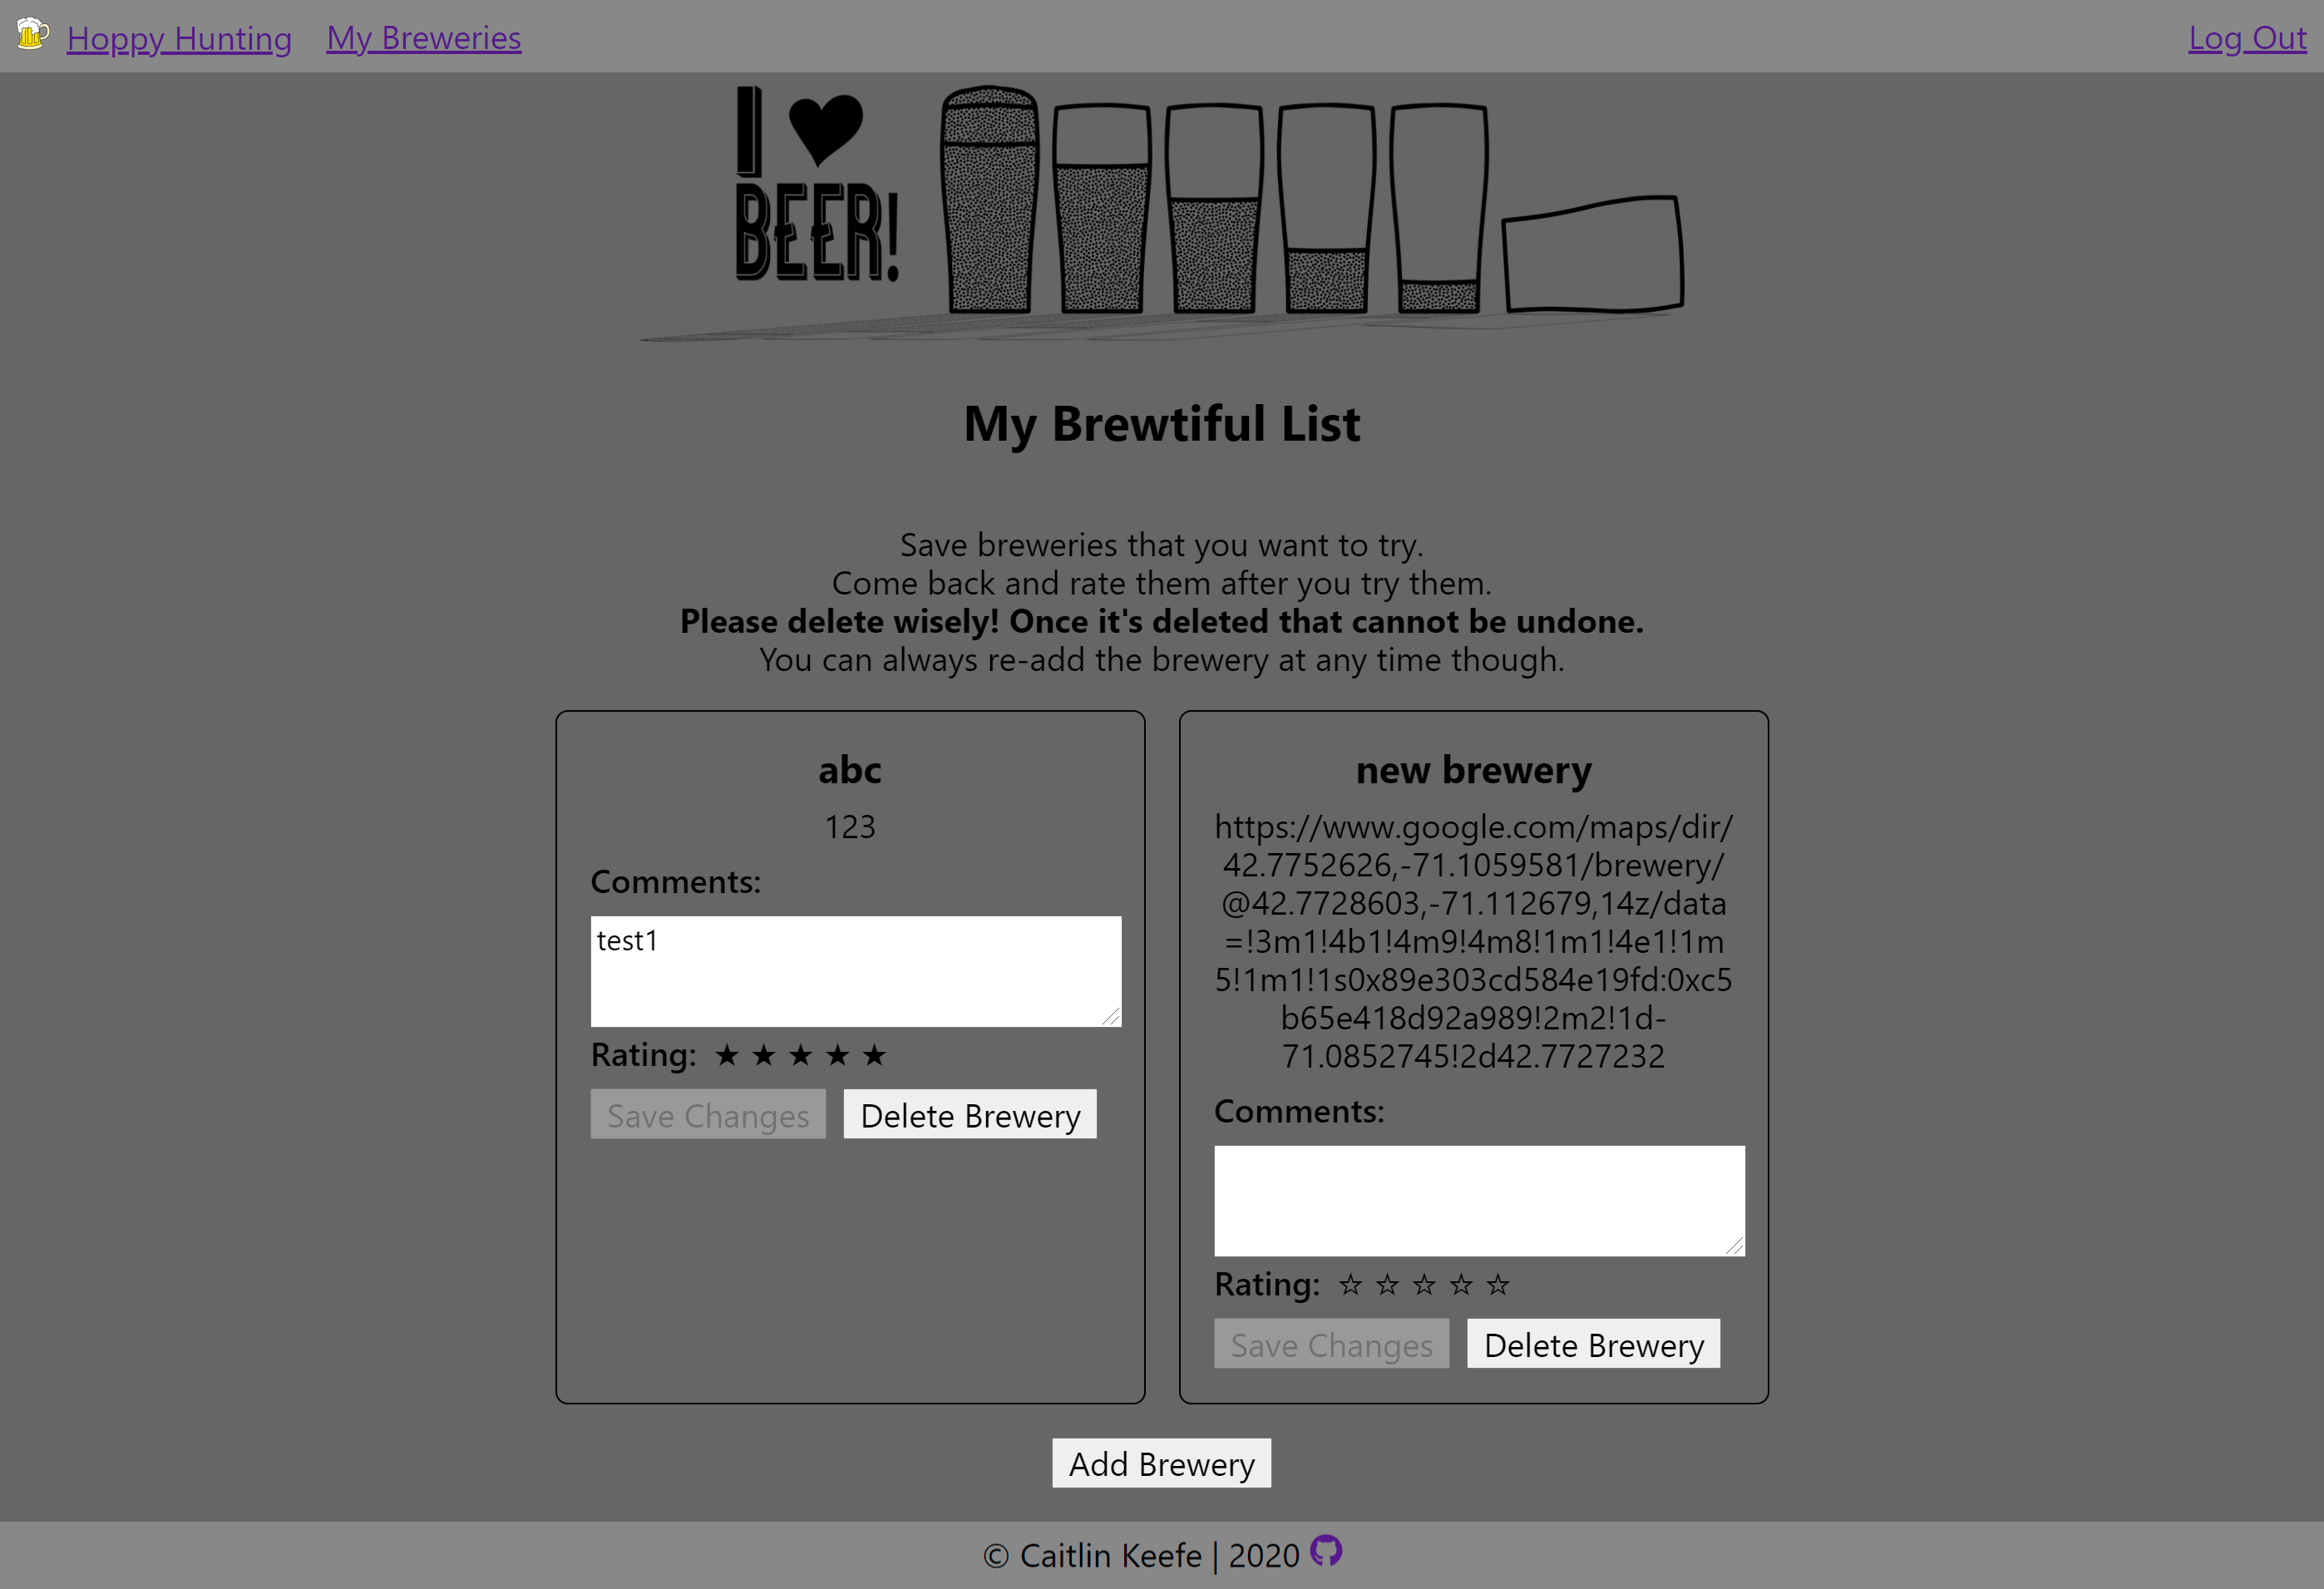 Hoppy Hunting My Breweries Log Out
I ♥
BEER!
My Brewtiful List
Save breweries that you want to try.
Come back and rate them after you try them.
Please delete wisely! Once it's deleted that cannot be undone.
You can always re-add the brewery at any time though.
abc
123
Comments:
test1
Rating: ★ ★ ★ ★ ★
Save Changes Delete Brewery
new brewery
https://www.google.com/maps/dir/
42.7752626,-71.1059581/brewery/
@42.7728603,-71.112679,14z/data
=!3m1!4b1!4m9!4m8!1m1!4e1!1m
5!1m1!1s0x89e303cd584e19fd:0xc5
b65e418d92a989!2m2!1d-
71.0852745!2d42.7727232
Comments:
Rating: ☆ ☆ ☆ ☆ ☆
Save Changes Delete Brewery
Add Brewery
© Caitlin Keefe | 2020